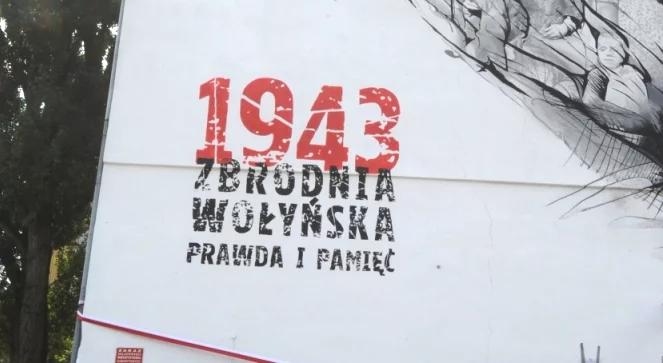 1943
ZBRODNIA
WOŁYŃSKA
PRAWDA I PAMIĘĆ